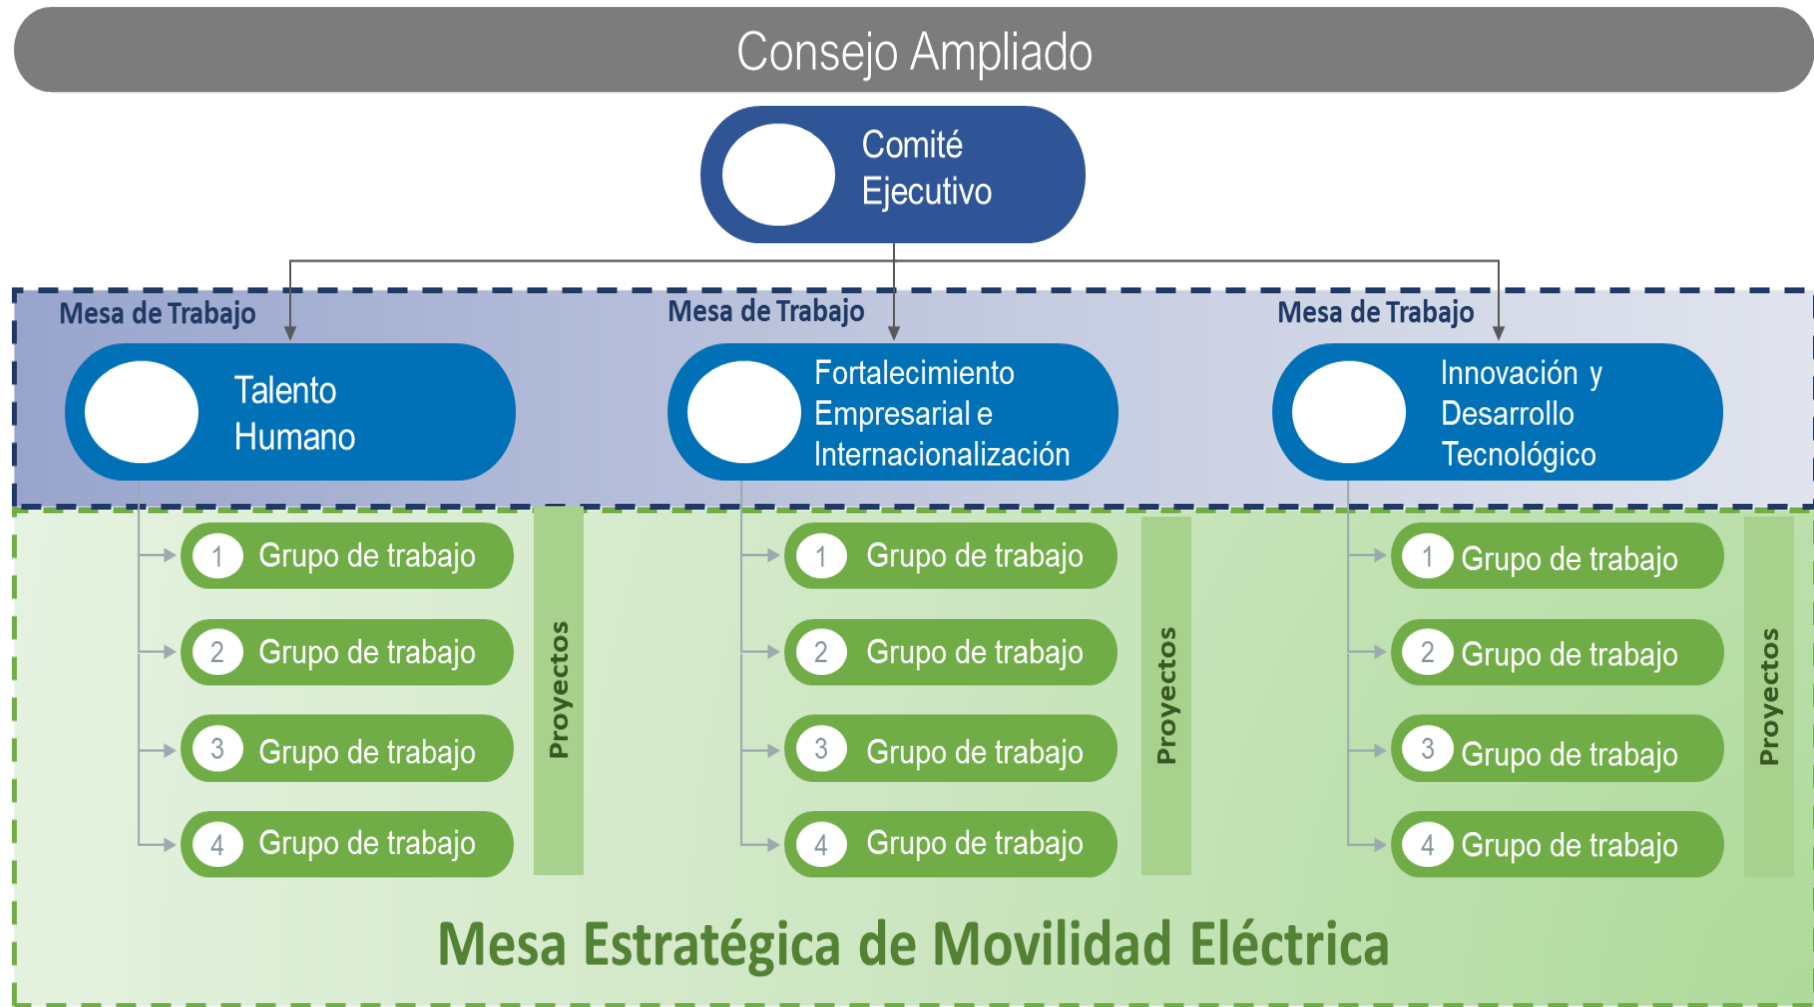 Consejo Ampliado
Comité
Ejecutivo
Mesa de Trabajo
Talento
Humano
Mesa de Trabajo
Fortalecimiento
Empresarial e
Internacionalización
Mesa de Trabajo
Innovación y
Desarrollo
Tecnológico
1 Grupo de trabajo
2 Grupo de trabajo
3 Grupo de trabajo
4 Grupo de trabajo
Proyectos
1 Grupo de trabajo
2 Grupo de trabajo
3 Grupo de trabajo
4 Grupo de trabajo
Proyectos
1 Grupo de trabajo
2 Grupo de trabajo
3 Grupo de trabajo
4 Grupo de trabajo
Proyectos
Mesa Estratégica de Movilidad Eléctrica